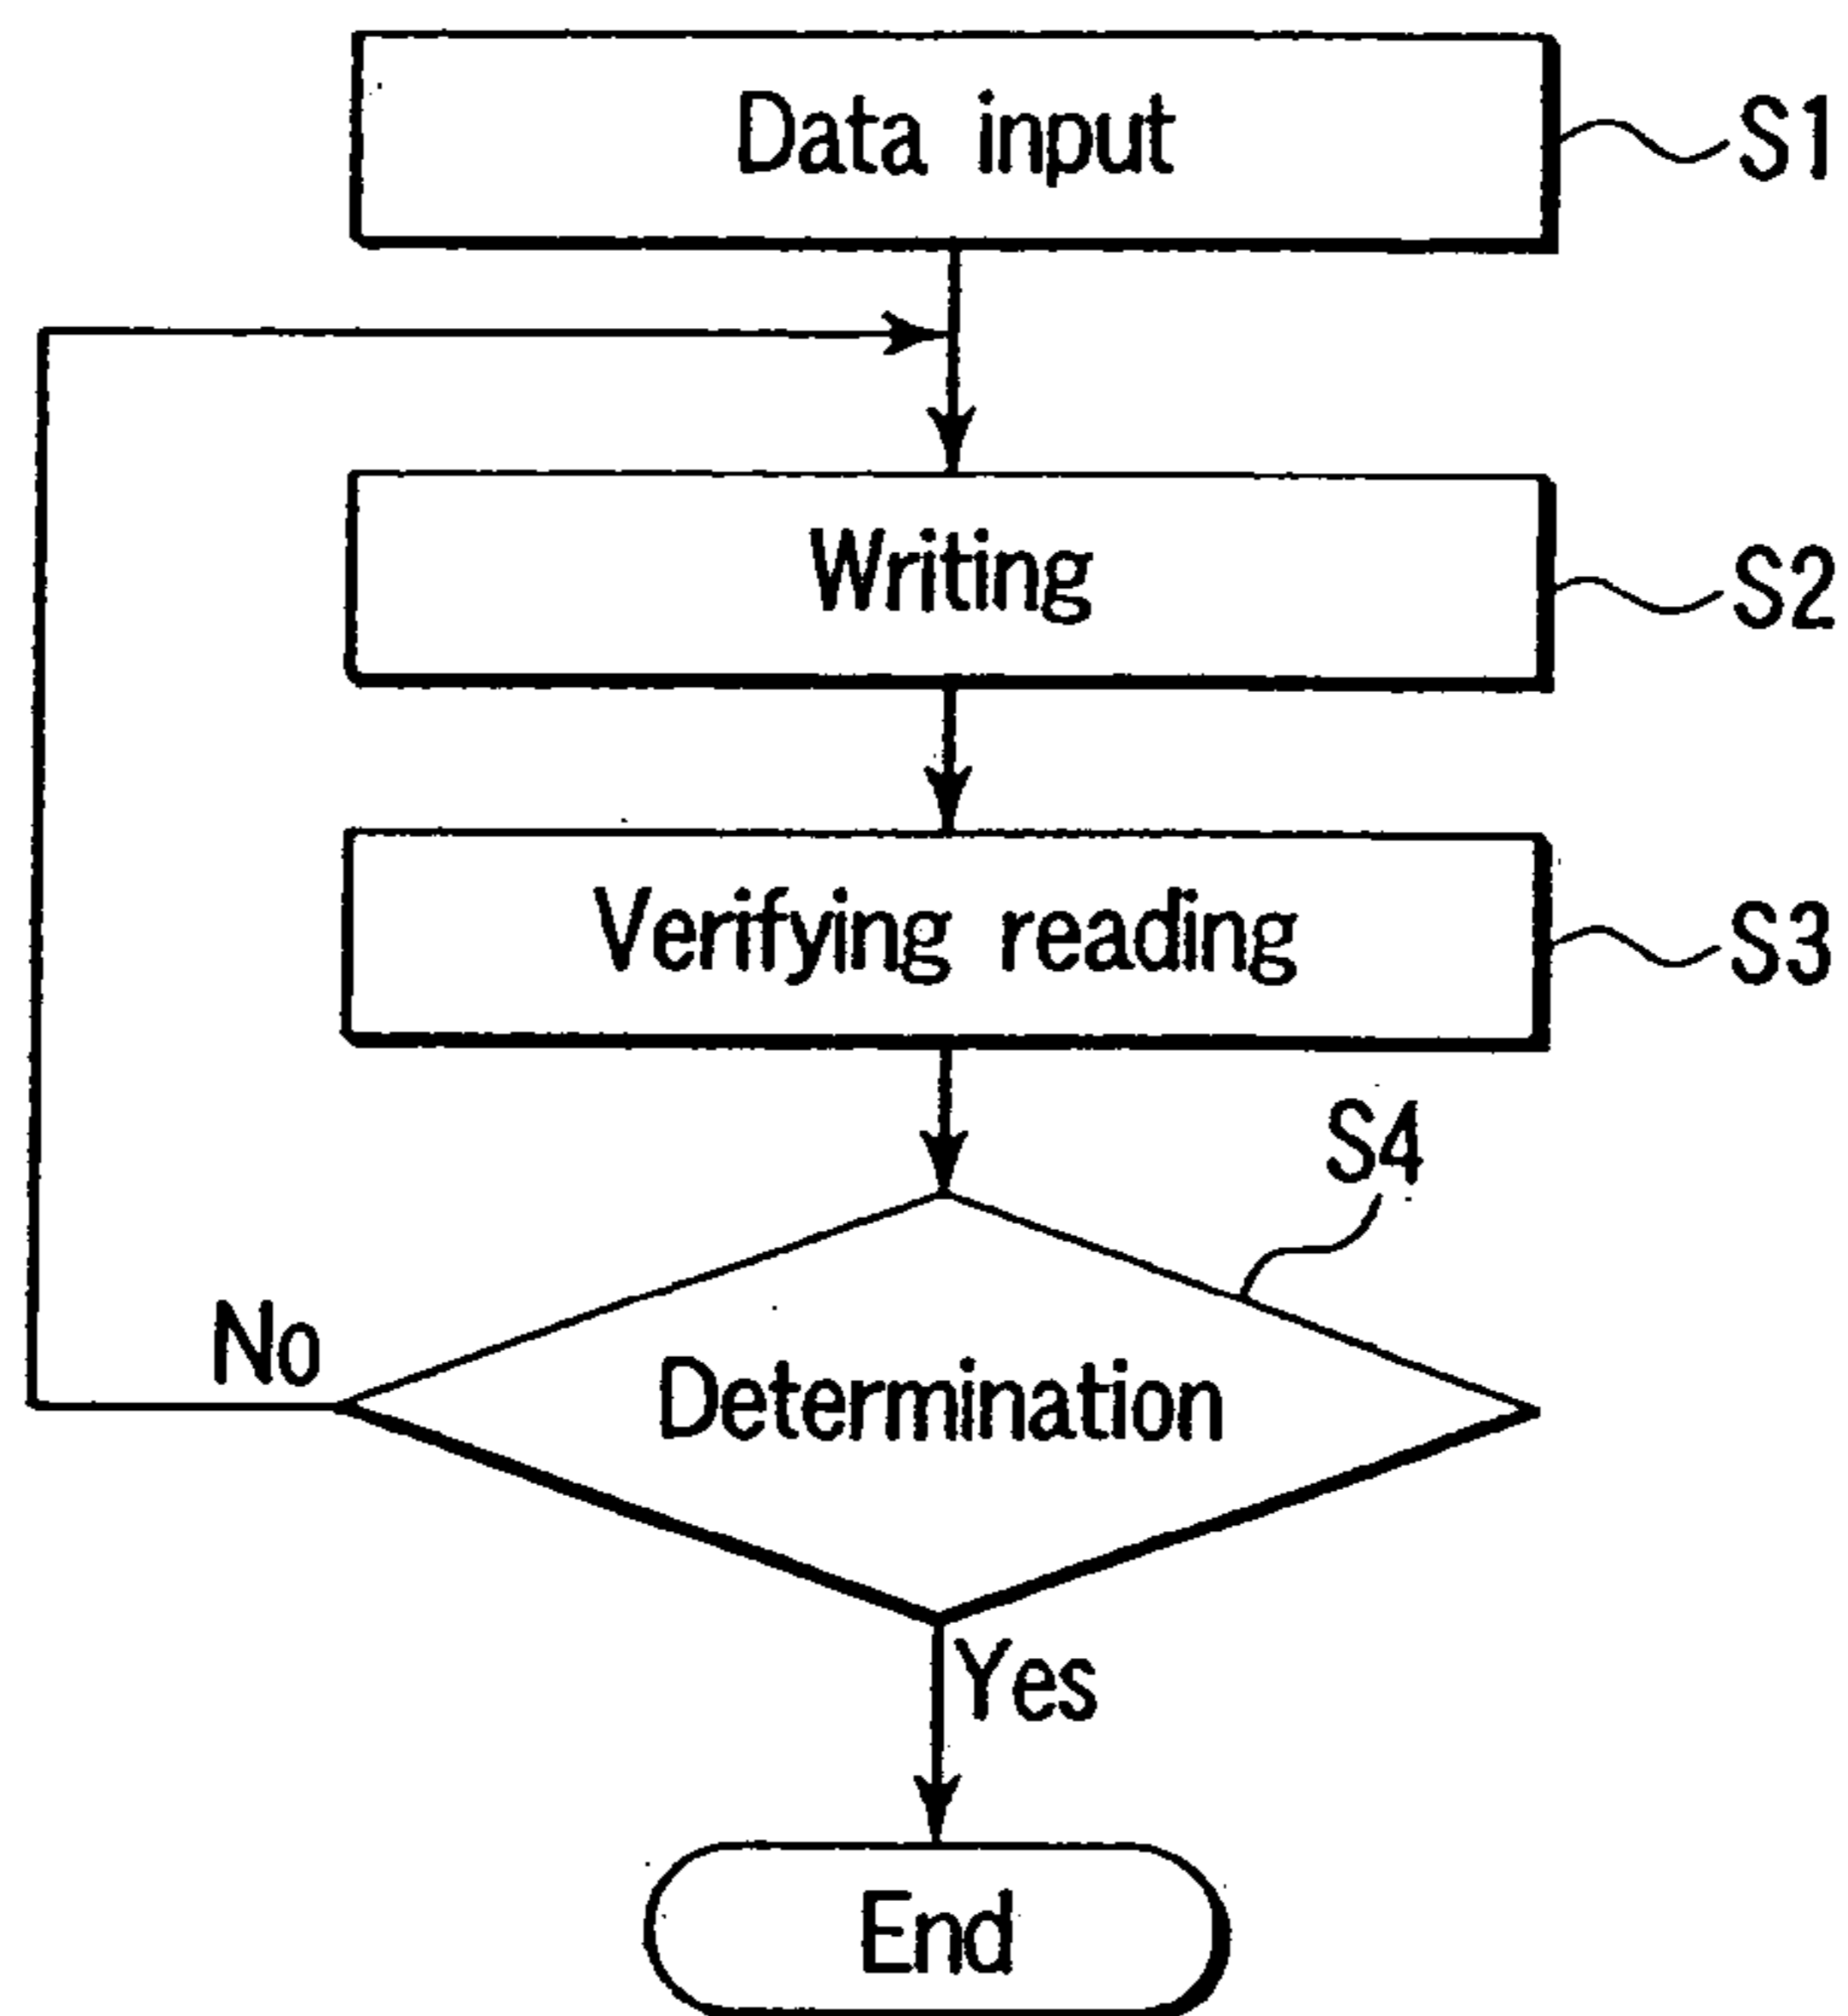 Data input
S1
Writing
S2
Verifying reading
S3
S4
No
Determination
Yes
End